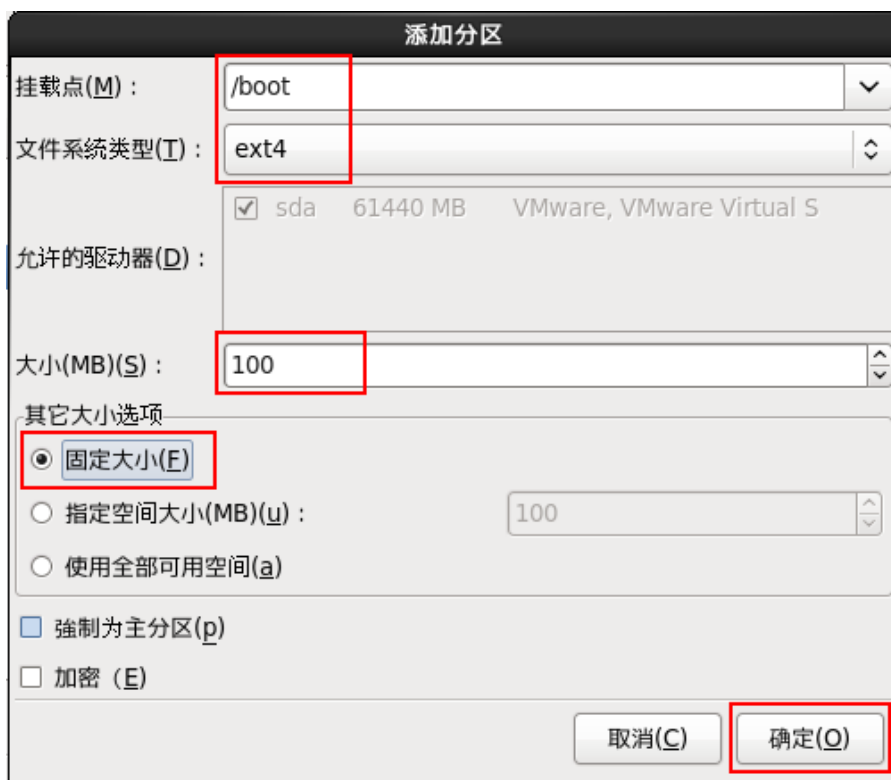 添加分区
挂载点(M)：
/boot
文件系统类型(T)：
ext4
允许的驱动器(D)：
sda 61440 MB VMware, VMware Virtual S
大小(MB)(S)：
100
其它大小选项
固定大小(F)
指定空间大小(MB)(u)：
100
使用全部可用空间(a)
強制为主分区(p)
加密（E)
取消(C)
确定(O)